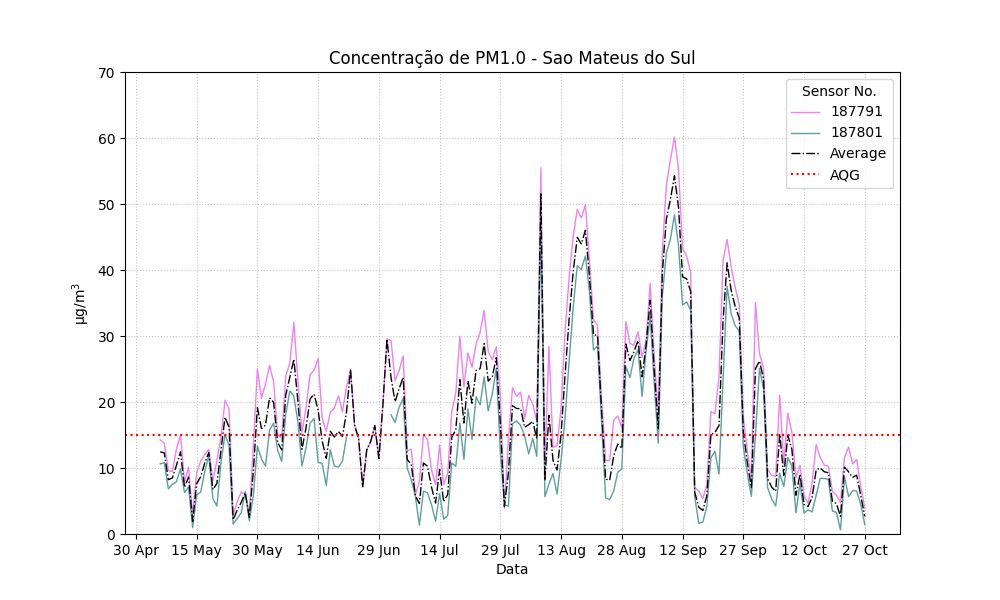 Concentração de PM1.0 - Sao Mateus do Sul
Sensor No.
187791
187801
Average
AQG
70
60
50
40
30
20
10
0
µg/m³
30 Apr 15 May 30 May 14 Jun 29 Jun 14 Jul 29 Jul 13 Aug 28 Aug 12 Sep 27 Sep 12 Oct 27 Oct
Data